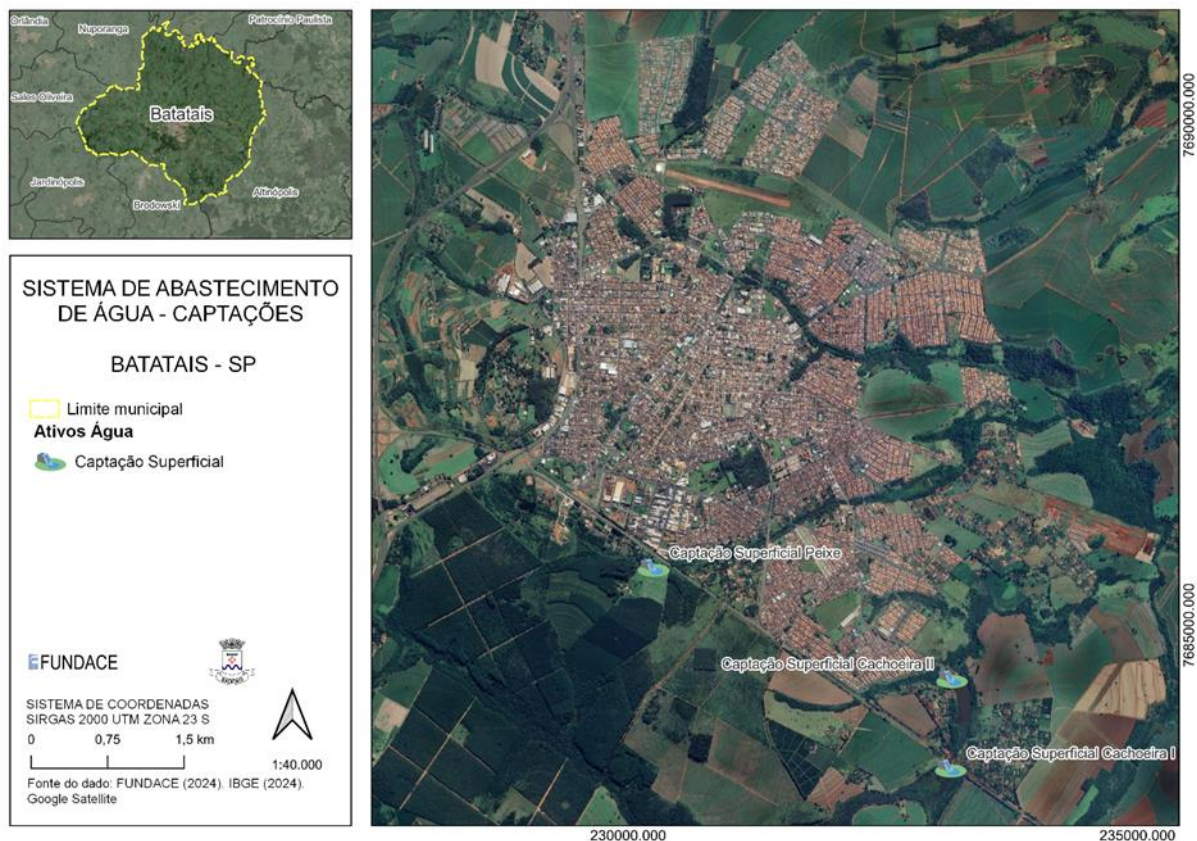 Orlândia
Nuporanga
Patrocínio Paulista
Sales Oliveira
Batatais
Jardinópolis
Brodowski
Altinópolis
SISTEMA DE ABASTECIMENTO
DE ÁGUA - CAPTAÇÕES
BATATAIS - SP
Limite municipal
Ativos Água
Captação Superficial
FUNDACE
SISTEMA DE COORDENADAS
SIRGAS 2000 UTM ZONA 23 S
0 0,75 1,5 km
1:40.000
Fonte do dado: FUNDACE (2024). IBGE (2024).
Google Satellite
Captação Superficial Peixe
Captação Superficial Cachoeira II
Captação Superficial Cachoeira I
7690000.000
7685000.000
230000.000
235000.000